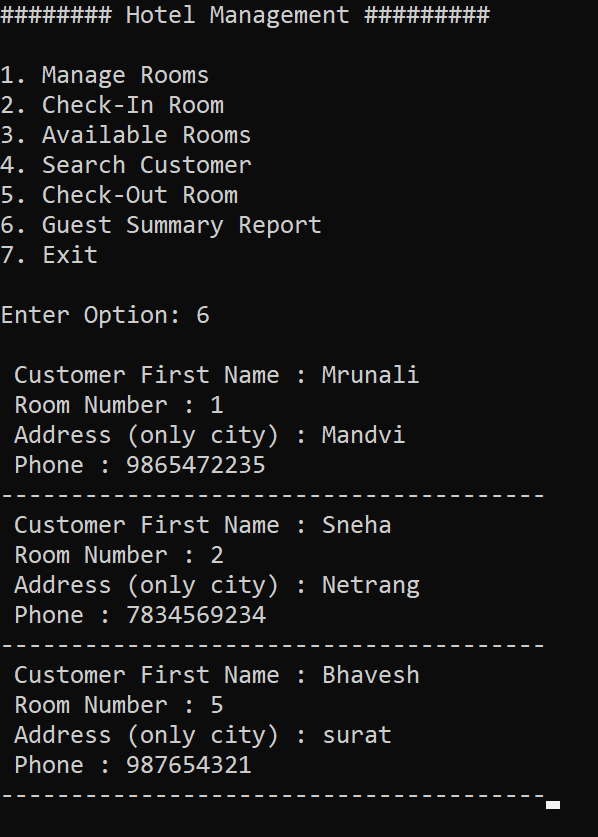 ######## Hotel Management #########
1. Manage Rooms
2. Check-In Room
3. Available Rooms
4. Search Customer
5. Check-Out Room
6. Guest Summary Report
7. Exit
Enter Option: 6
Customer First Name : Mrunali
Room Number : 1
Address (only city) : Mandvi
Phone : 9865472235
---------------------------------------
Customer First Name : Sneha
Room Number : 2
Address (only city) : Netrang
Phone : 7834569234
---------------------------------------
Customer First Name : Bhavesh
Room Number : 5
Address (only city) : surat
Phone : 987654321
---------------------------------------